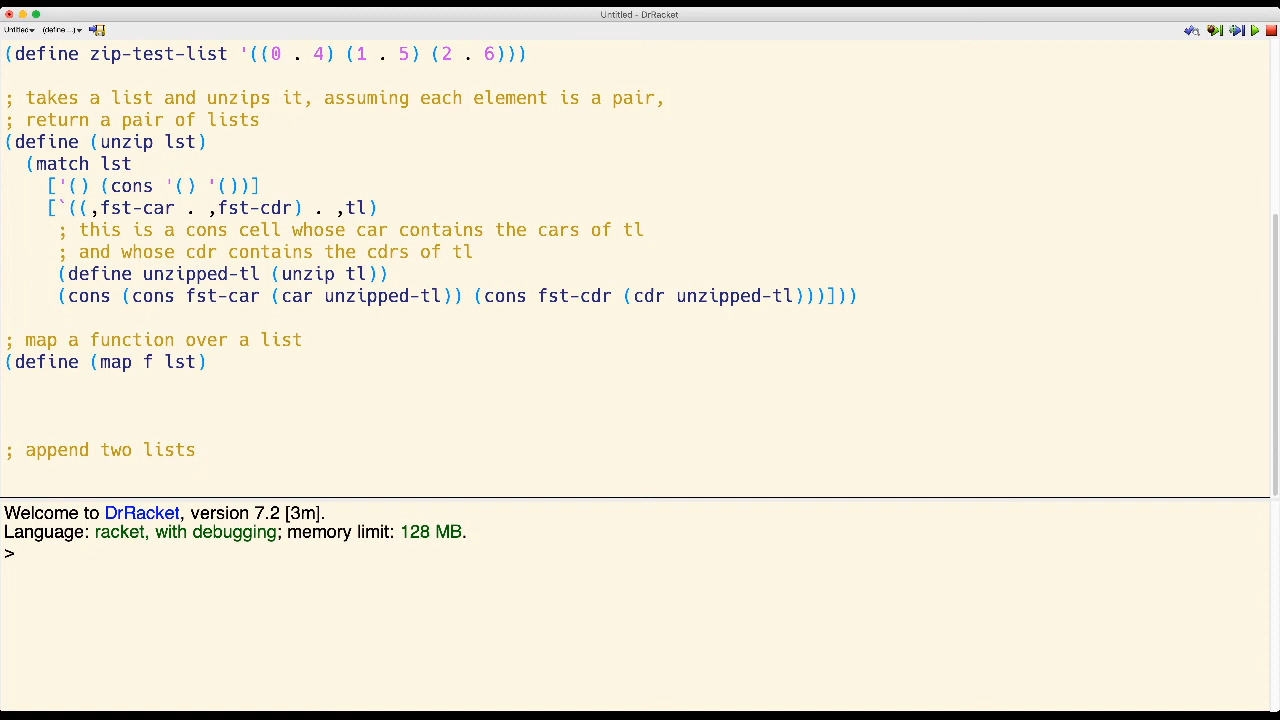 Untitled - DrRacket
Untitled▾ (define ...)▾
(define zip-test-list '((0 . 4) (1 . 5) (2 . 6)))
; takes a list and unzips it, assuming each element is a pair,
; return a pair of lists
(define (unzip lst)
(match lst
['() (cons '() '())]
[`((,fst-car . ,fst-cdr) . ,tl)
; this is a cons cell whose car contains the cars of tl
; and whose cdr contains the cdrs of tl
(define unzipped-tl (unzip tl))
(cons (cons fst-car (car unzipped-tl)) (cons fst-cdr (cdr unzipped-tl)))]))
; map a function over a list
(define (map f lst)
; append two lists
Welcome to DrRacket, version 7.2 [3m].
Language: racket, with debugging; memory limit: 128 MB.
>